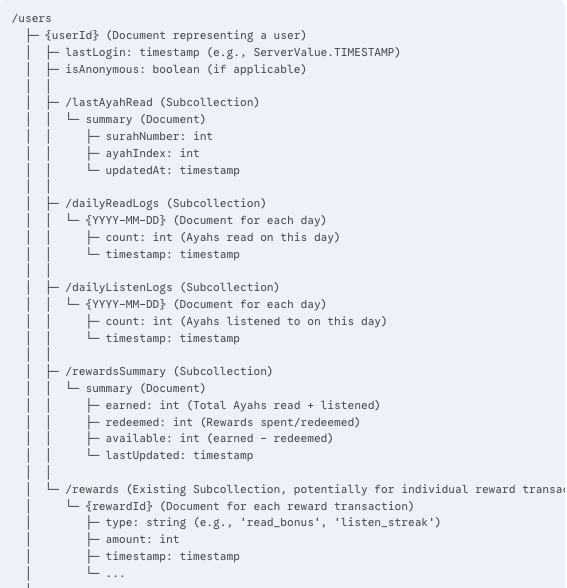 /users
├─ {userId} (Document representing a user)
│  ├─ lastLogin: timestamp (e.g., ServerValue.TIMESTAMP)
│  ├─ isAnonymous: boolean (if applicable)
│  │
│  ├─ /lastAyahRead (Subcollection)
│  │  └─ summary (Document)
│  │     ├─ surahNumber: int
│  │     ├─ ayahIndex: int
│  │     └─ updatedAt: timestamp
│  │
│  ├─ /dailyReadLogs (Subcollection)
│  │  └─ {YYYY-MM-DD} (Document for each day)
│  │     ├─ count: int (Ayahs read on this day)
│  │     └─ timestamp: timestamp
│  │
│  ├─ /dailyListenLogs (Subcollection)
│  │  └─ {YYYY-MM-DD} (Document for each day)
│  │     ├─ count: int (Ayahs listened to on this day)
│  │     └─ timestamp: timestamp
│  │
│  ├─ /rewardsSummary (Subcollection)
│  │  └─ summary (Document)
│  │     ├─ earned: int (Total Ayahs read + listened)
│  │     ├─ redeemed: int (Rewards spent/redeemed)
│  │     ├─ available: int (earned - redeemed)
│  │     └─ lastUpdated: timestamp
│  │
│  └─ /rewards (Existing Subcollection, potentially for individual reward
│     └─ {rewardId} (Document for each reward transaction)
│        ├─ type: string (e.g., 'read_bonus', 'listen_streak')
│        ├─ amount: int
│        ├─ timestamp: timestamp
│        └─ ...